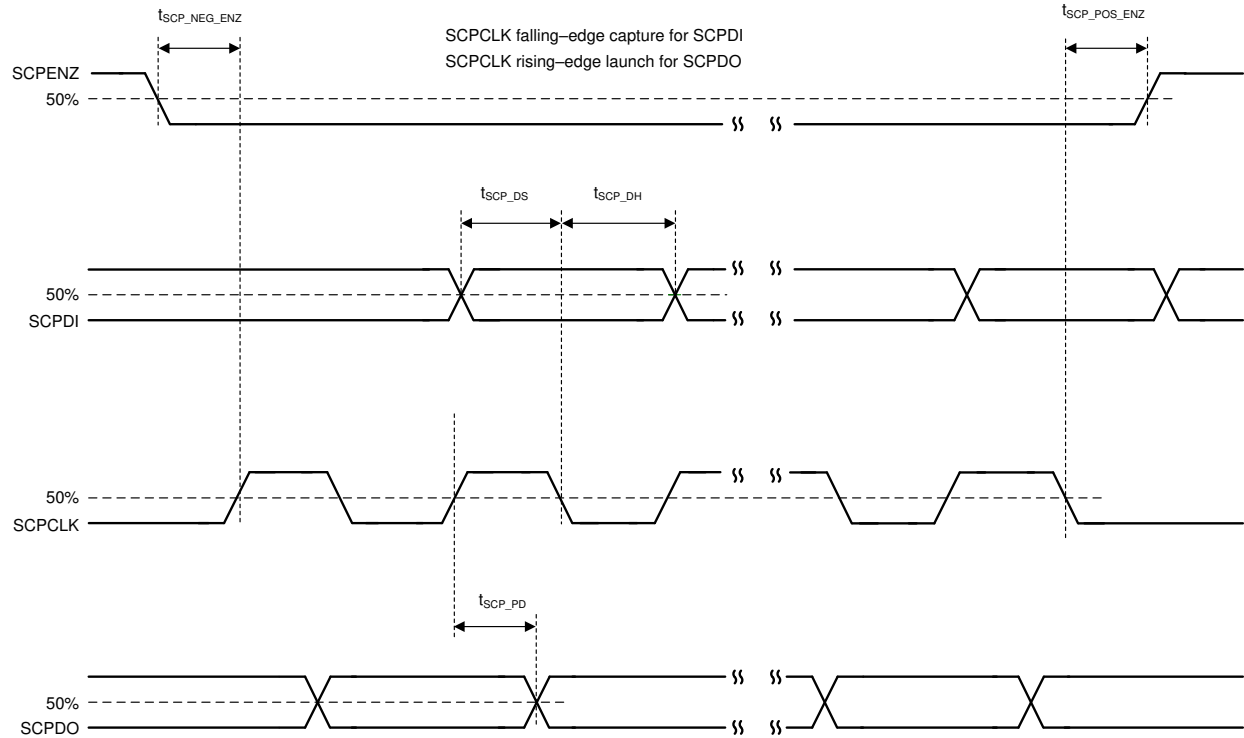 tSCP_NEG_ENZ
tSCP_POS_ENZ
SCPCLK falling–edge capture for SCPDI
SCPCLK rising–edge launch for SCPDO
SCPENZ
50%
tSCP_DS
tSCP_DH
50%
SCPDI
50%
SCPCLK
tSCP_PD
50%
SCPDO